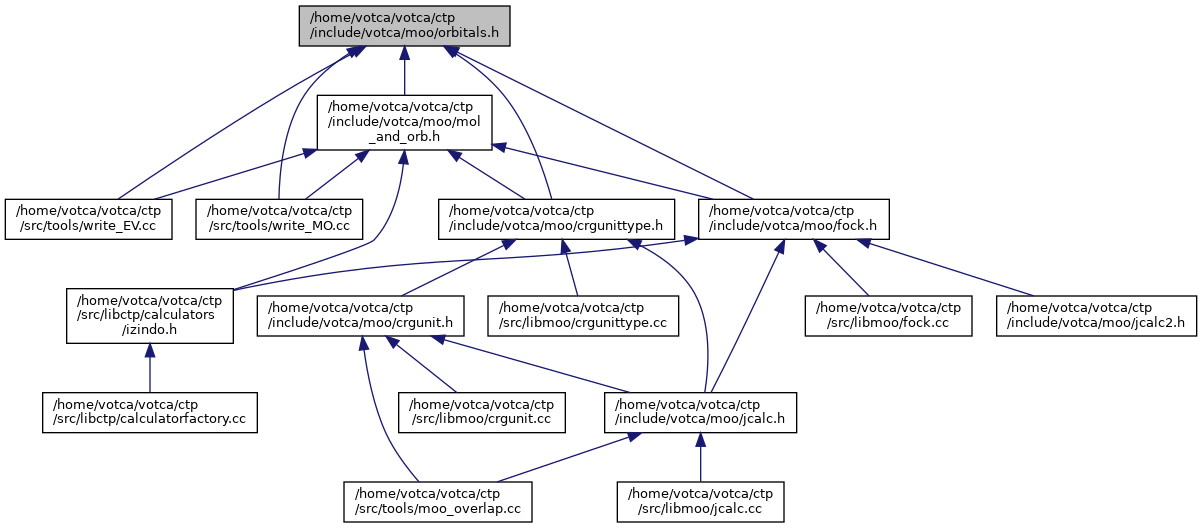 /home/votca/votca/ctp
/include/votca/moo/orbitals.h
/home/votca/votca/ctp
/include/votca/moo/mol
_and_orb.h
/home/votca/votca/ctp
/src/tools/write_EV.cc
/home/votca/votca/ctp
/src/tools/write_MO.cc
/home/votca/votca/ctp
/include/votca/moo/crgunittype.h
/home/votca/votca/ctp
/include/votca/moo/fock.h
/home/votca/votca/ctp
/src/libctp/calculators
/izindo.h
/home/votca/votca/ctp
/include/votca/moo/crgunit.h
/home/votca/votca/ctp
/src/libmoo/crgunittype.cc
/home/votca/votca/ctp
/src/libmoo/fock.cc
/home/votca/votca/ctp
/include/votca/moo/jcalc2.h
/home/votca/votca/ctp
/src/libctp/calculatorfactory.cc
/home/votca/votca/ctp
/src/libmoo/crgunit.cc
/home/votca/votca/ctp
/include/votca/moo/jcalc.h
/home/votca/votca/ctp
/src/tools/moo_overlap.cc
/home/votca/votca/ctp
/src/libmoo/jcalc.cc